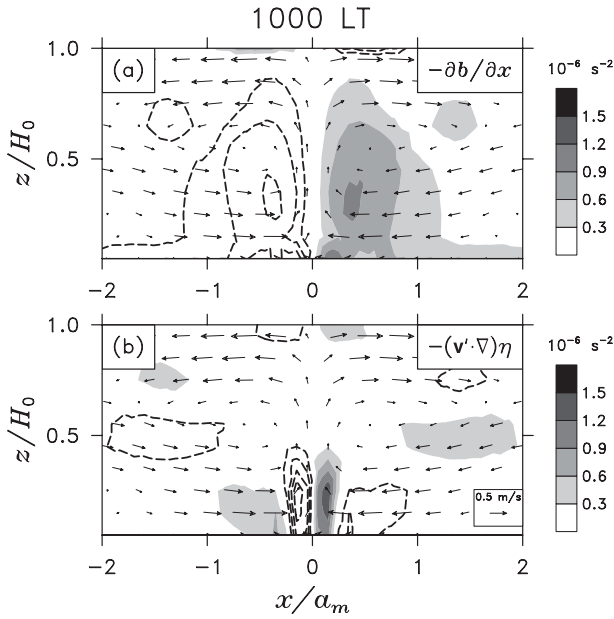 1000 LT
(a)
−∂b/∂x
10⁻⁶ s⁻²
1.5
1.2
0.9
0.6
0.3
z/H₀
1.0
0.5
−2 −1 0 1 2
(b)
−(v′·∇)η
10⁻⁶ s⁻²
1.5
1.2
0.9
0.6
0.3
z/H₀
1.0
0.5
0.5 m/s
−2 −1 0 1 2
x/aₘ